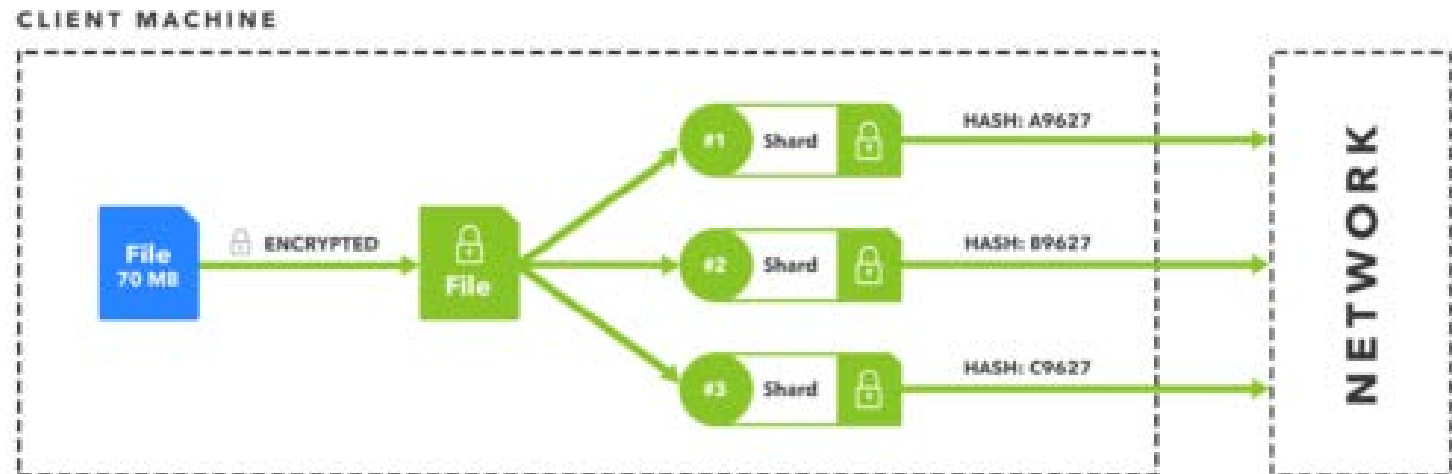 CLIENT MACHINE
File
70 MB
ENCRYPTED
File
#1
Shard
HASH: A9627
#2
Shard
HASH: B9627
#3
Shard
HASH: C9627
NETWORK